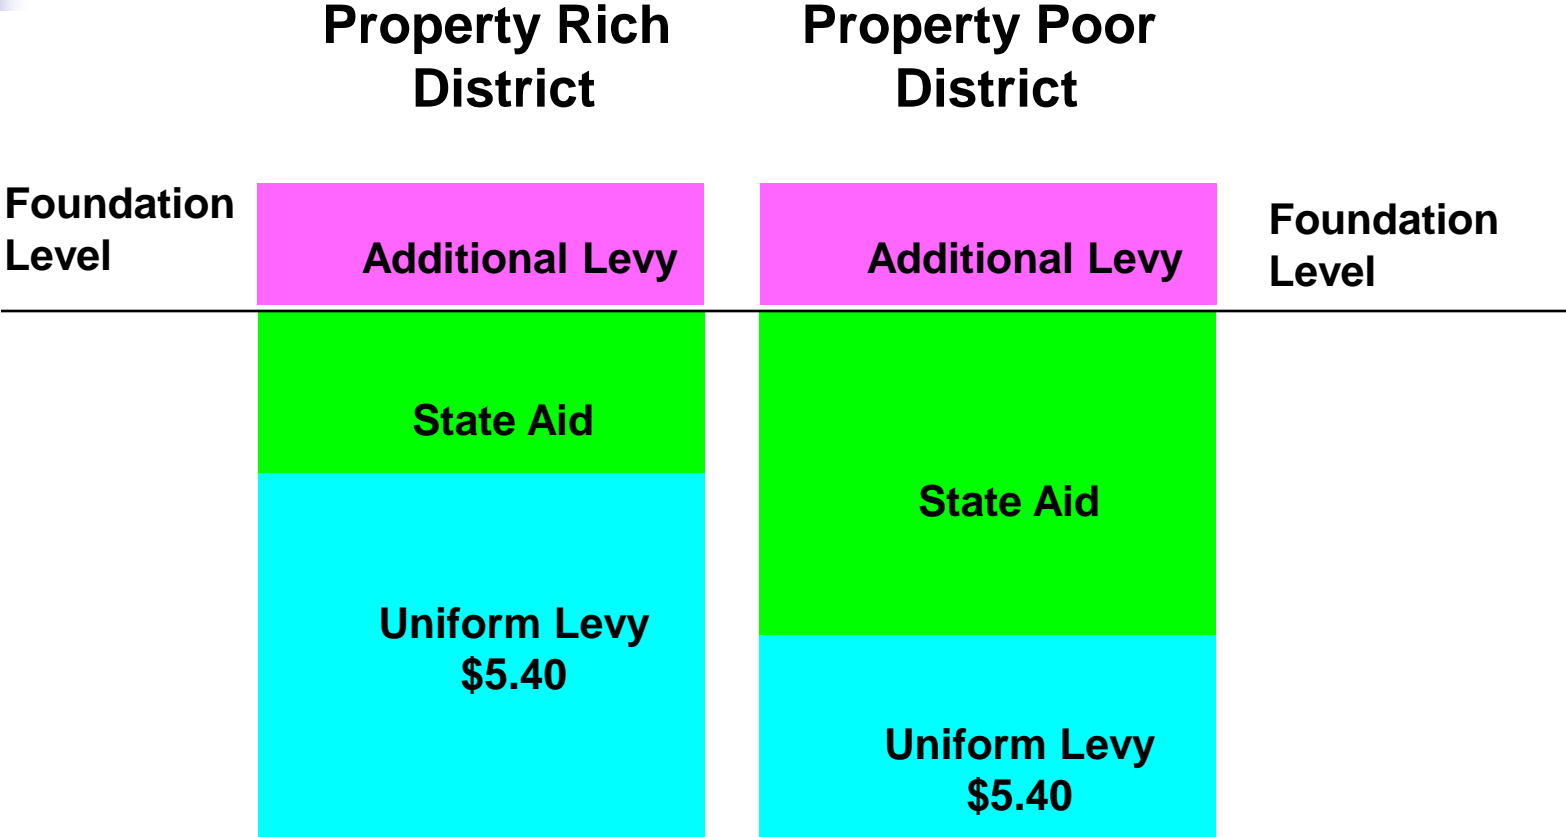 Property Rich
District
Property Poor
District
Foundation
Level
Additional Levy
Additional Levy
Foundation
Level
State Aid
State Aid
Uniform Levy
$5.40
Uniform Levy
$5.40